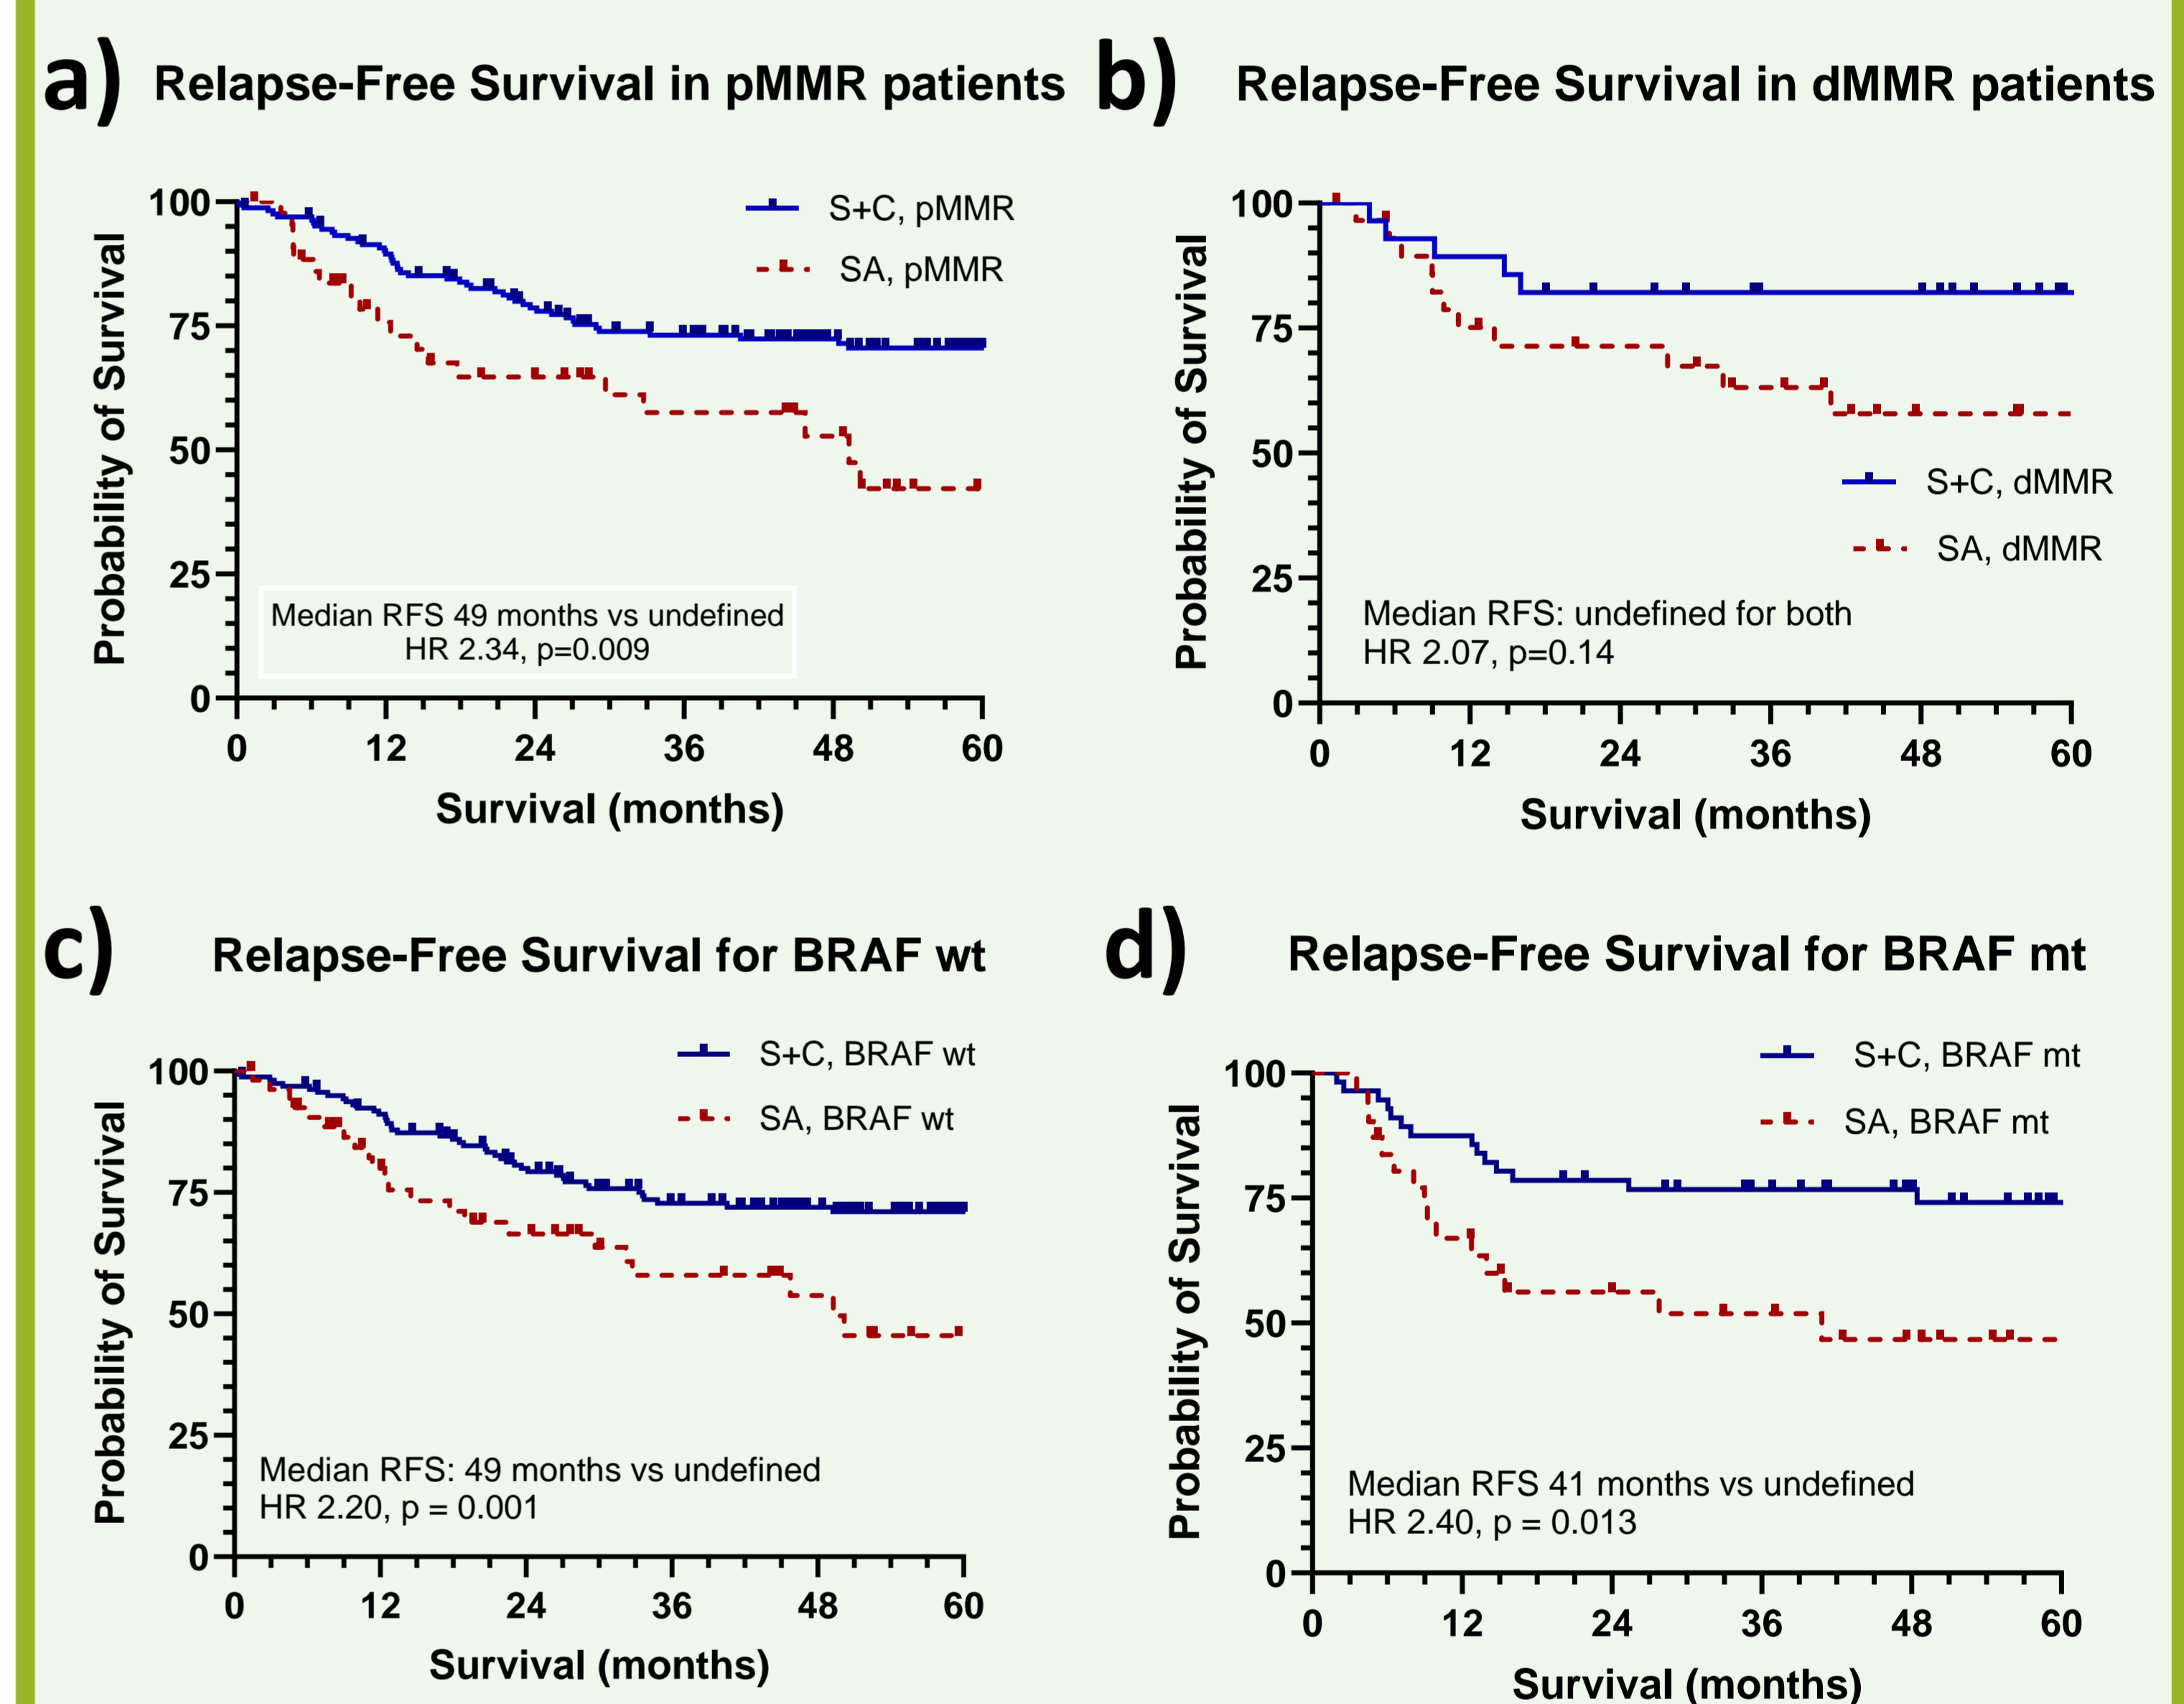 a)
Relapse-Free Survival in pMMR patients
100
75
50
25
0
Probability of Survival
S+C, pMMR
SA, pMMR
Median RFS 49 months vs undefined
HR 2.34, p=0.009
0 12 24 36 48 60
Survival (months)
b)
Relapse-Free Survival in dMMR patients
100
75
50
25
0
Probability of Survival
S+C, dMMR
SA, dMMR
Median RFS: undefined for both
HR 2.07, p=0.14
0 12 24 36 48 60
Survival (months)
c)
Relapse-Free Survival for BRAF wt
100
75
50
25
0
Probability of Survival
S+C, BRAF wt
SA, BRAF wt
Median RFS: 49 months vs undefined
HR 2.20, p = 0.001
0 12 24 36 48 60
Survival (months)
d)
Relapse-Free Survival for BRAF mt
100
75
50
25
0
Probability of Survival
S+C, BRAF mt
SA, BRAF mt
Median RFS 41 months vs undefined
HR 2.40, p = 0.013
0 12 24 36 48 60
Survival (months)